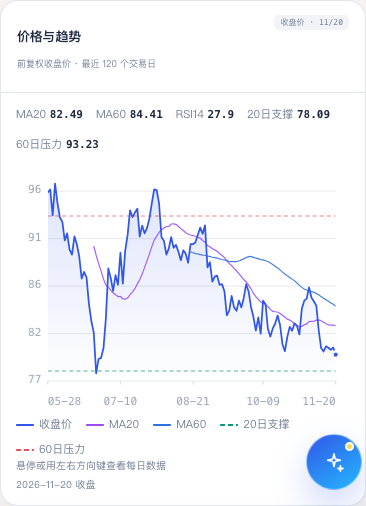 收盘价 · 11/20
价格与趋势
前复权收盘价 · 最近 120 个交易日
MA20 82.49 MA60 84.41 RSI14 27.9 20日支撑 78.09
60日压力 93.23
96
91
86
82
77
05-28 07-10 08-21 10-09 11-20
收盘价 MA20 MA60 20日支撑
60日压力
悬停或用左右方向键查看每日数据
2026-11-20 收盘